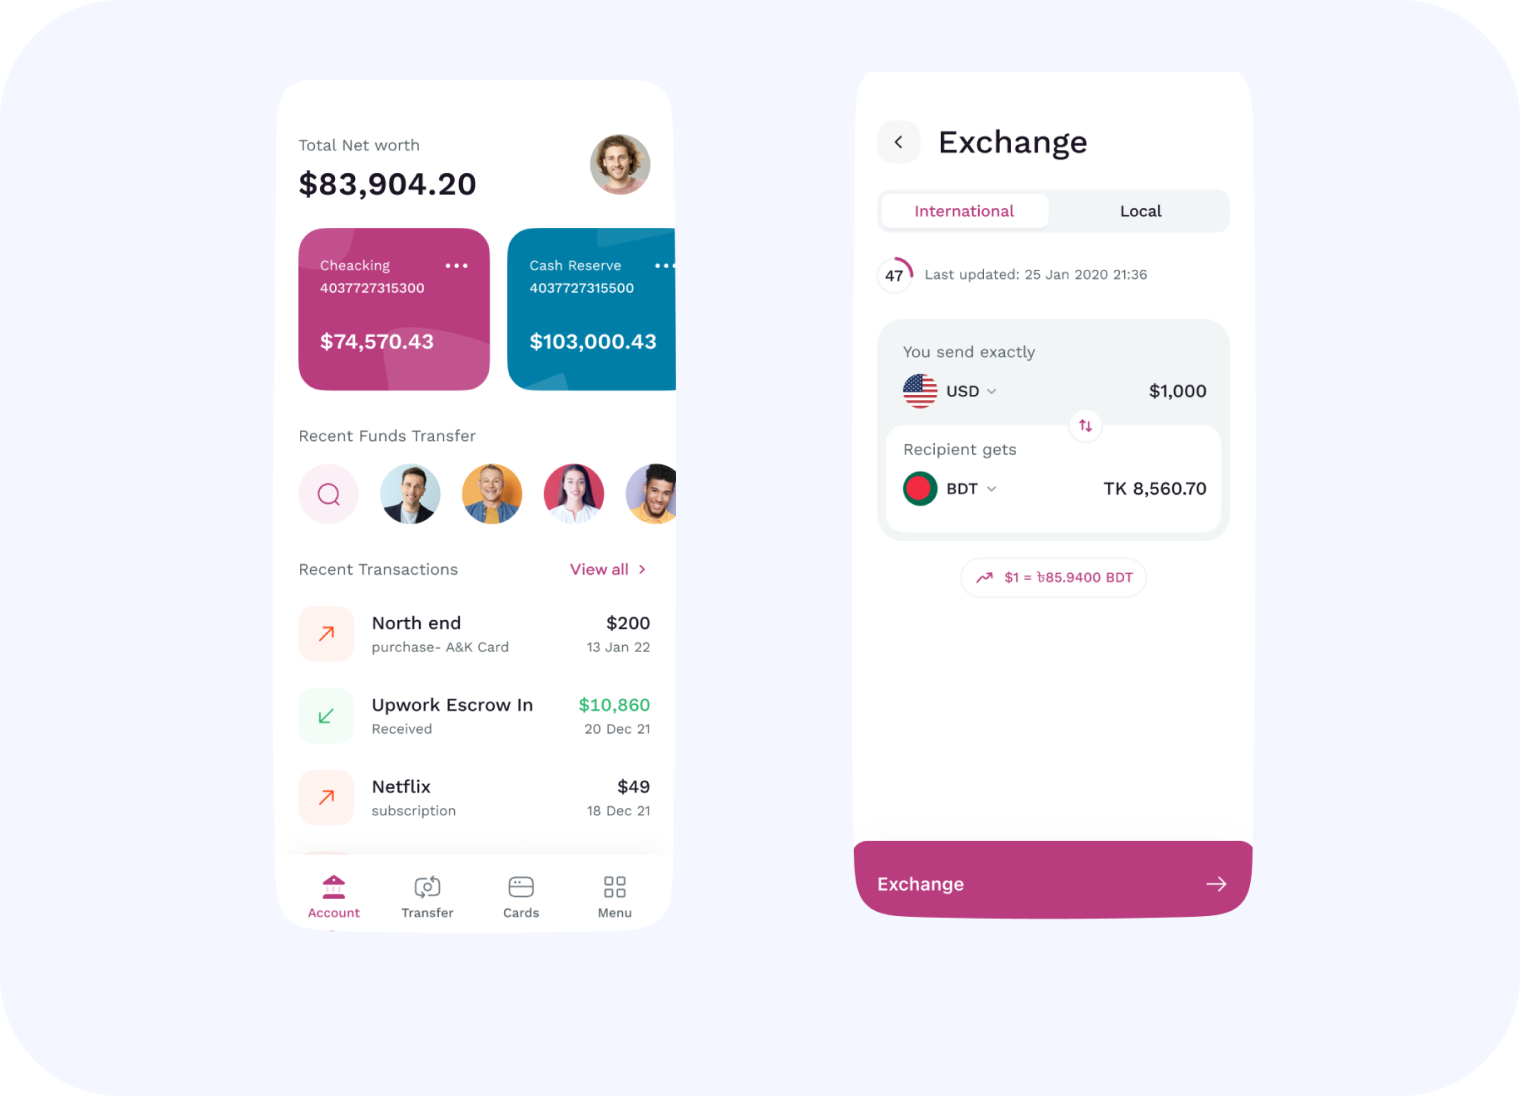 Total Net worth
$83,904.20
Cheacking
4037727315300
$74,570.43
Cash Reserve
4037727315500
$103,000.43
Recent Funds Transfer
Recent Transactions
View all
North end
$200
purchase- A&K Card
13 Jan 22
Upwork Escrow In
$10,860
Received
20 Dec 21
Netflix
$49
subscription
18 Dec 21
Account
Transfer
Cards
Menu
Exchange
International
Local
47
Last updated: 25 Jan 2020 21:36
You send exactly
USD
$1,000
Recipient gets
BDT
TK 8,560.70
$1 = ৳85.9400 BDT
Exchange